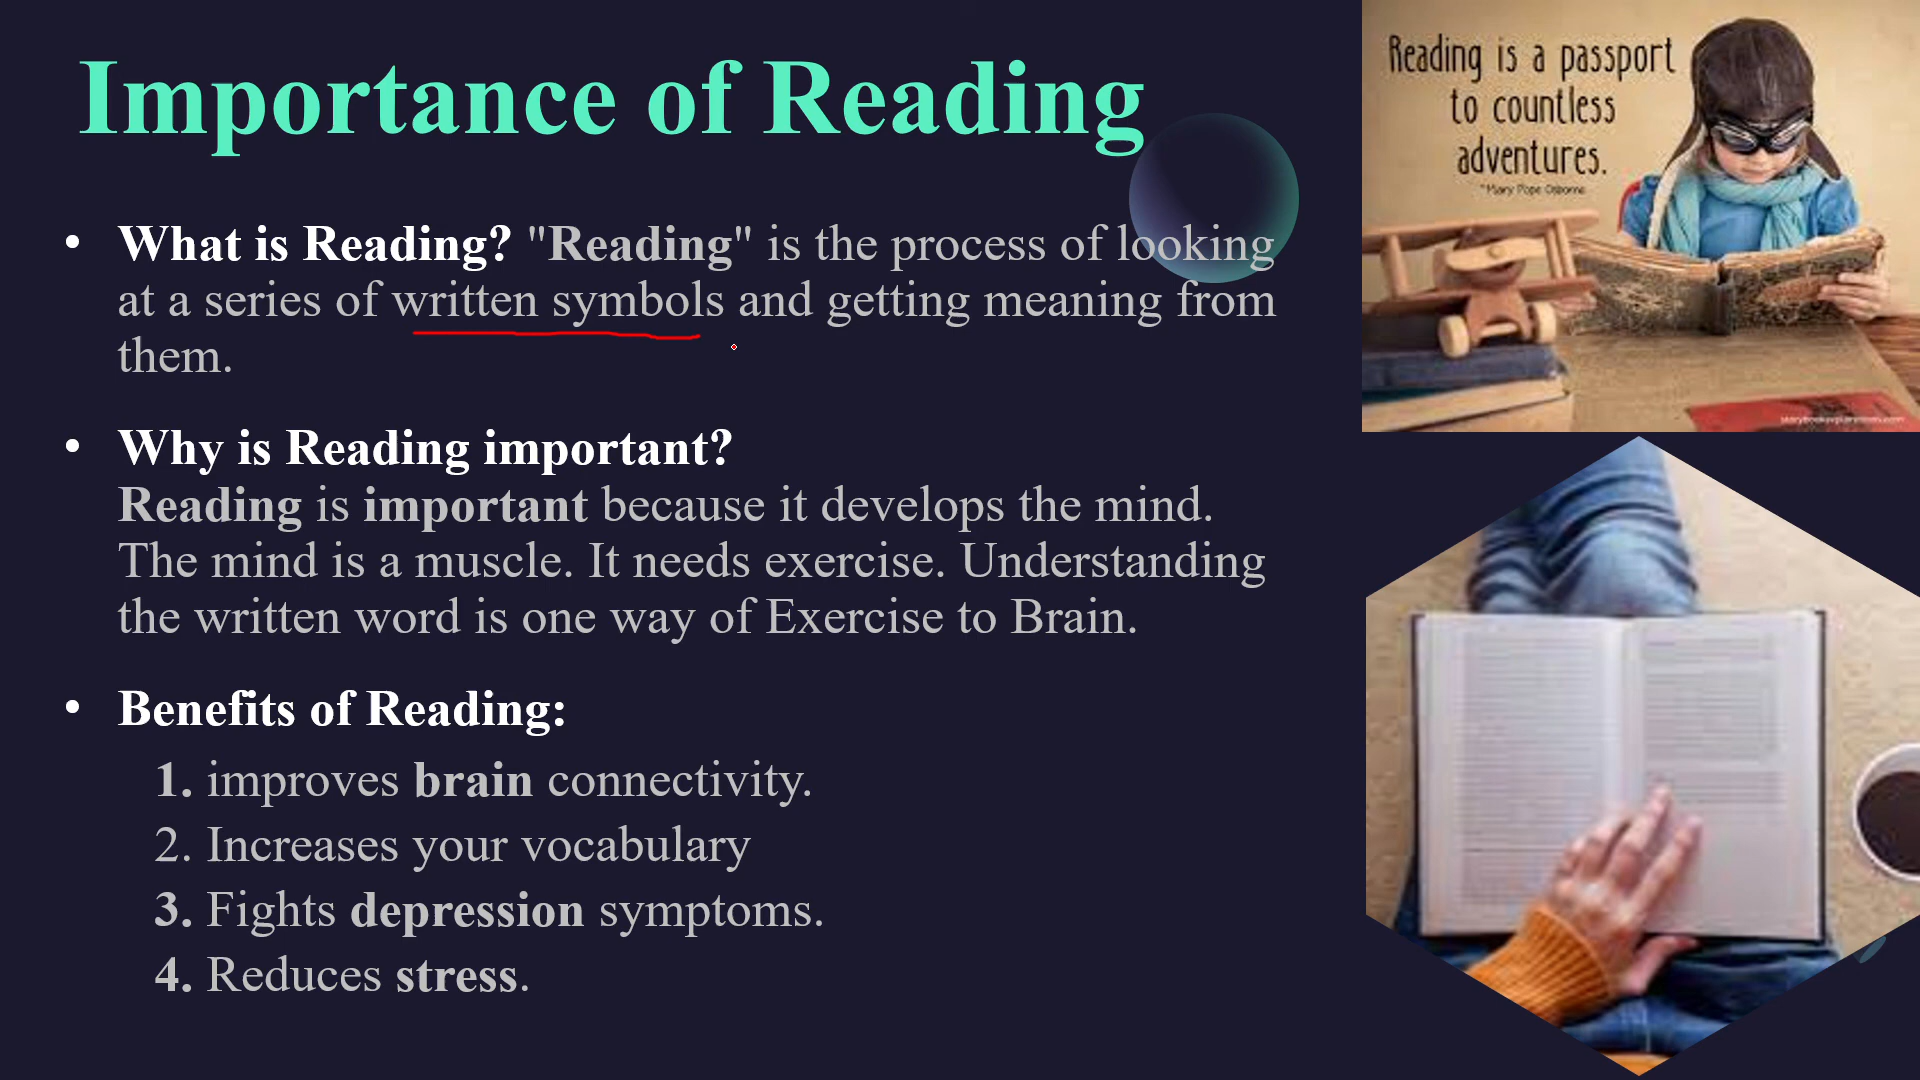 Importance of Reading
• What is Reading? "Reading" is the process of looking
at a series of written symbols and getting meaning from
them.
• Why is Reading important?
Reading is important because it develops the mind.
The mind is a muscle. It needs exercise. Understanding
the written word is one way of Exercise to Brain.
• Benefits of Reading:
1. improves brain connectivity.
2. Increases your vocabulary
3. Fights depression symptoms.
4. Reduces stress.
Reading is a passport
to countless
adventures.
~Mary Pope Osborne